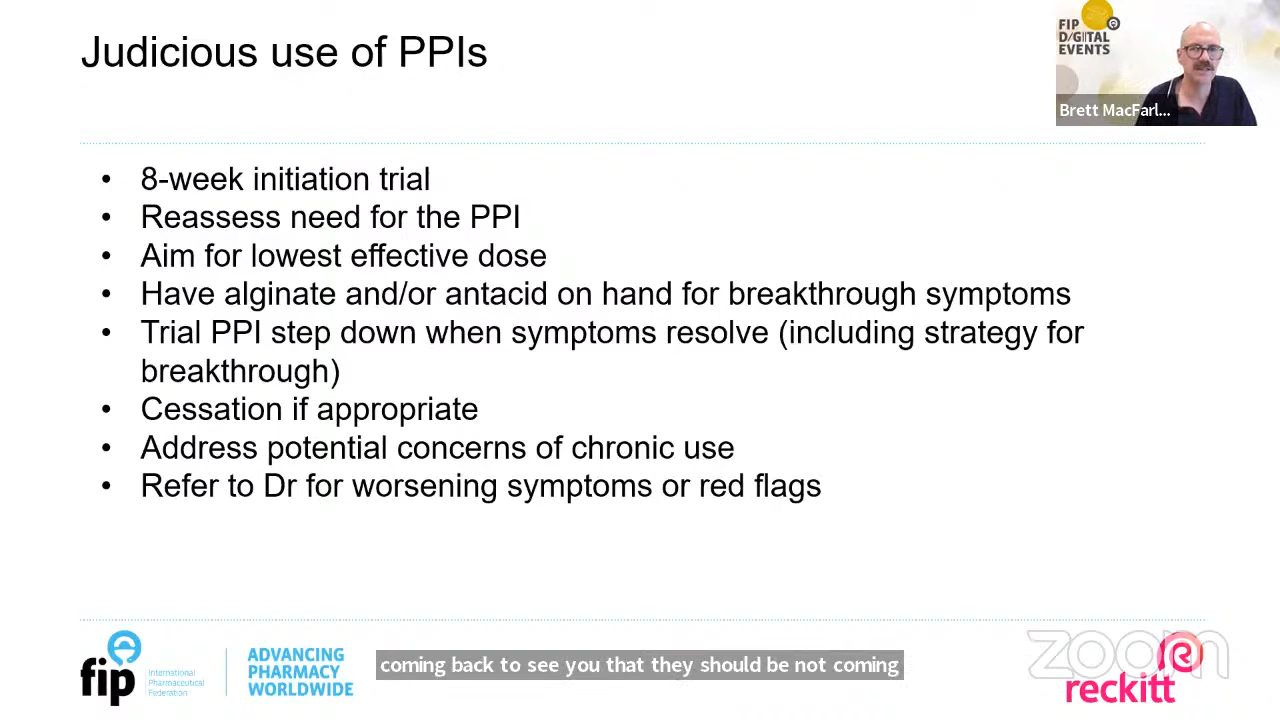 Judicious use of PPIs
FIP
DIGITAL
EVENTS
Brett MacFarl...
• 8-week initiation trial
• Reassess need for the PPI
• Aim for lowest effective dose
• Have alginate and/or antacid on hand for breakthrough symptoms
• Trial PPI step down when symptoms resolve (including strategy for
breakthrough)
• Cessation if appropriate
• Address potential concerns of chronic use
• Refer to Dr for worsening symptoms or red flags
fip
International
Pharmaceutical
Federation
ADVANCING
PHARMACY
WORLDWIDE
coming back to see you that they should be not coming
zoom
reckitt